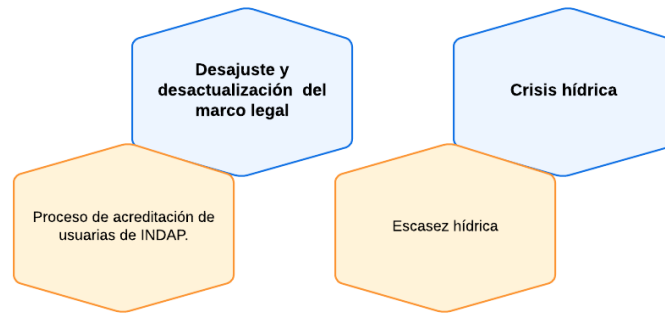 Desajuste y
desactualización del
marco legal
Crisis hídrica
Proceso de acreditación de
usuarias de INDAP.
Escasez hídrica